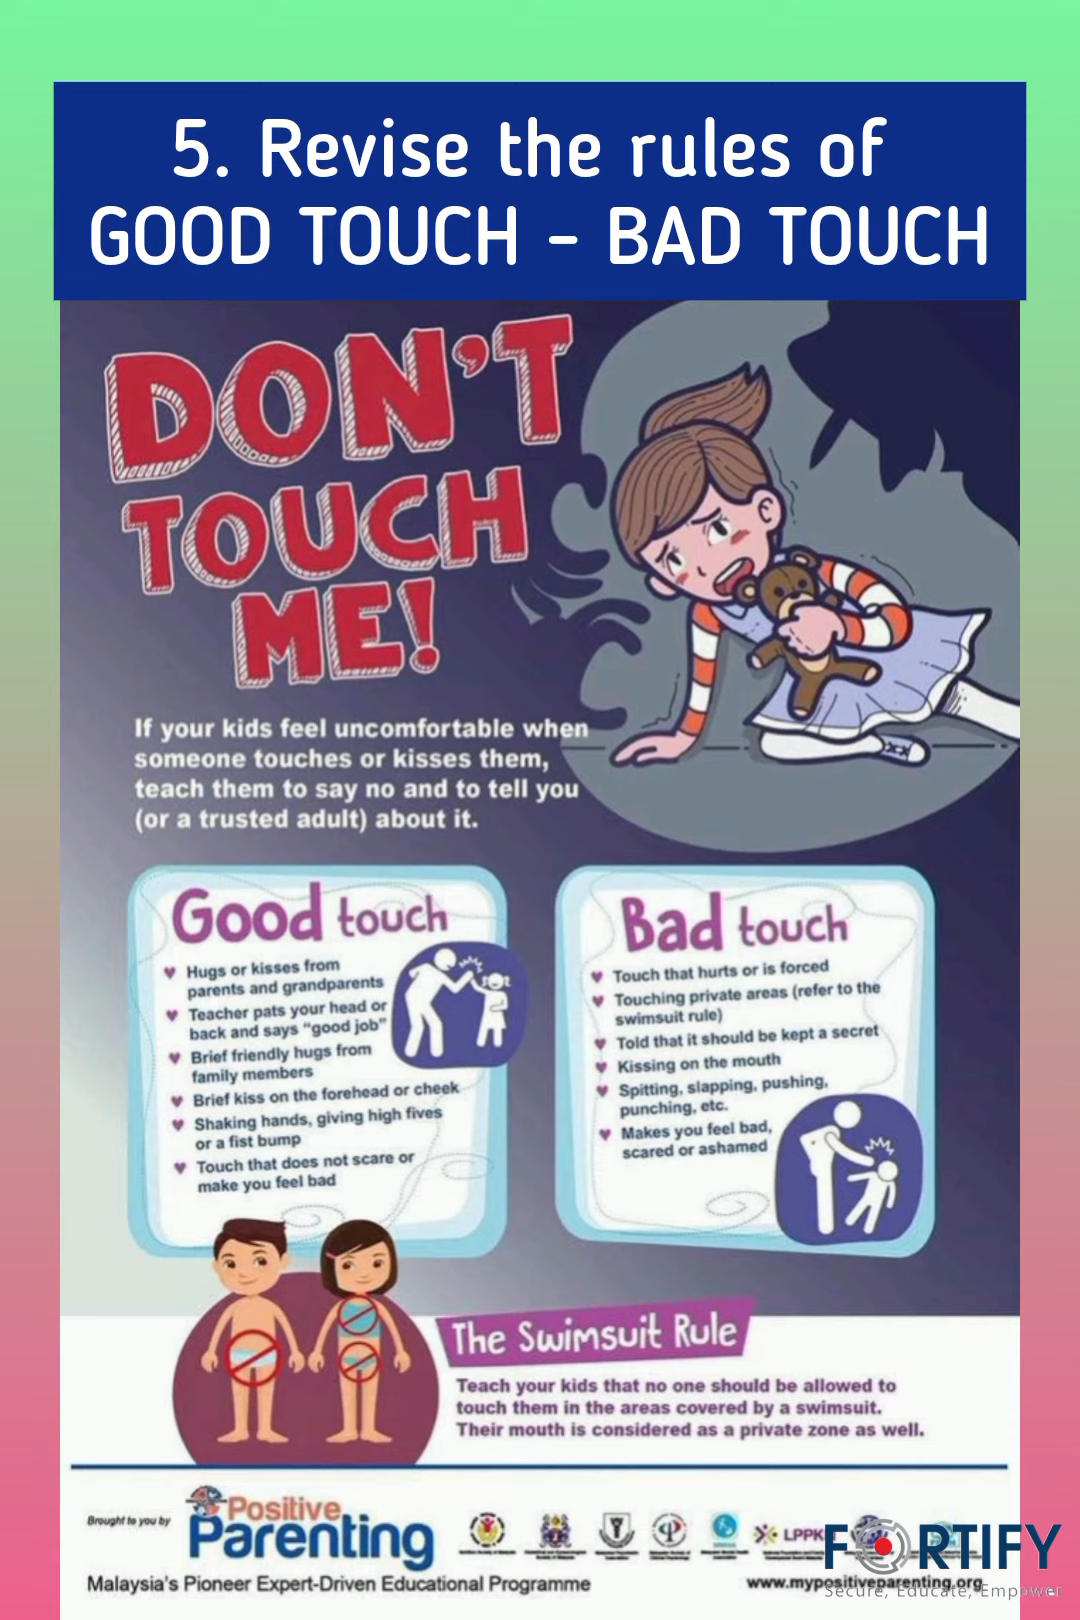 5. Revise the rules of
GOOD TOUCH - BAD TOUCH
DON'T
TOUCH
ME!
If your kids feel uncomfortable when
someone touches or kisses them,
teach them to say no and to tell you
(or a trusted adult) about it.
Good touch
Hugs or kisses from
parents and grandparents
Teacher pats your head or
back and says "good job"
Brief friendly hugs from
family members
Brief kiss on the forehead or cheek
Shaking hands, giving high fives
or a fist bump
Touch that does not scare or
make you feel bad
Bad touch
Touch that hurts or is forced
Touching private areas (refer to the
swimsuit rule)
Told that it should be kept a secret
Kissing on the mouth
Spitting, slapping, pushing,
punching, etc.
Makes you feel bad,
scared or ashamed
The Swimsuit Rule
Teach your kids that no one should be allowed to
touch them in the areas covered by a swimsuit.
Their mouth is considered as a private zone as well.
Brought to you by
Positive
Parenting
LPPK
FORTIFY
Malaysia's Pioneer Expert-Driven Educational Programme
www.mypositiveparenting.org
Secure, Educate, Empower